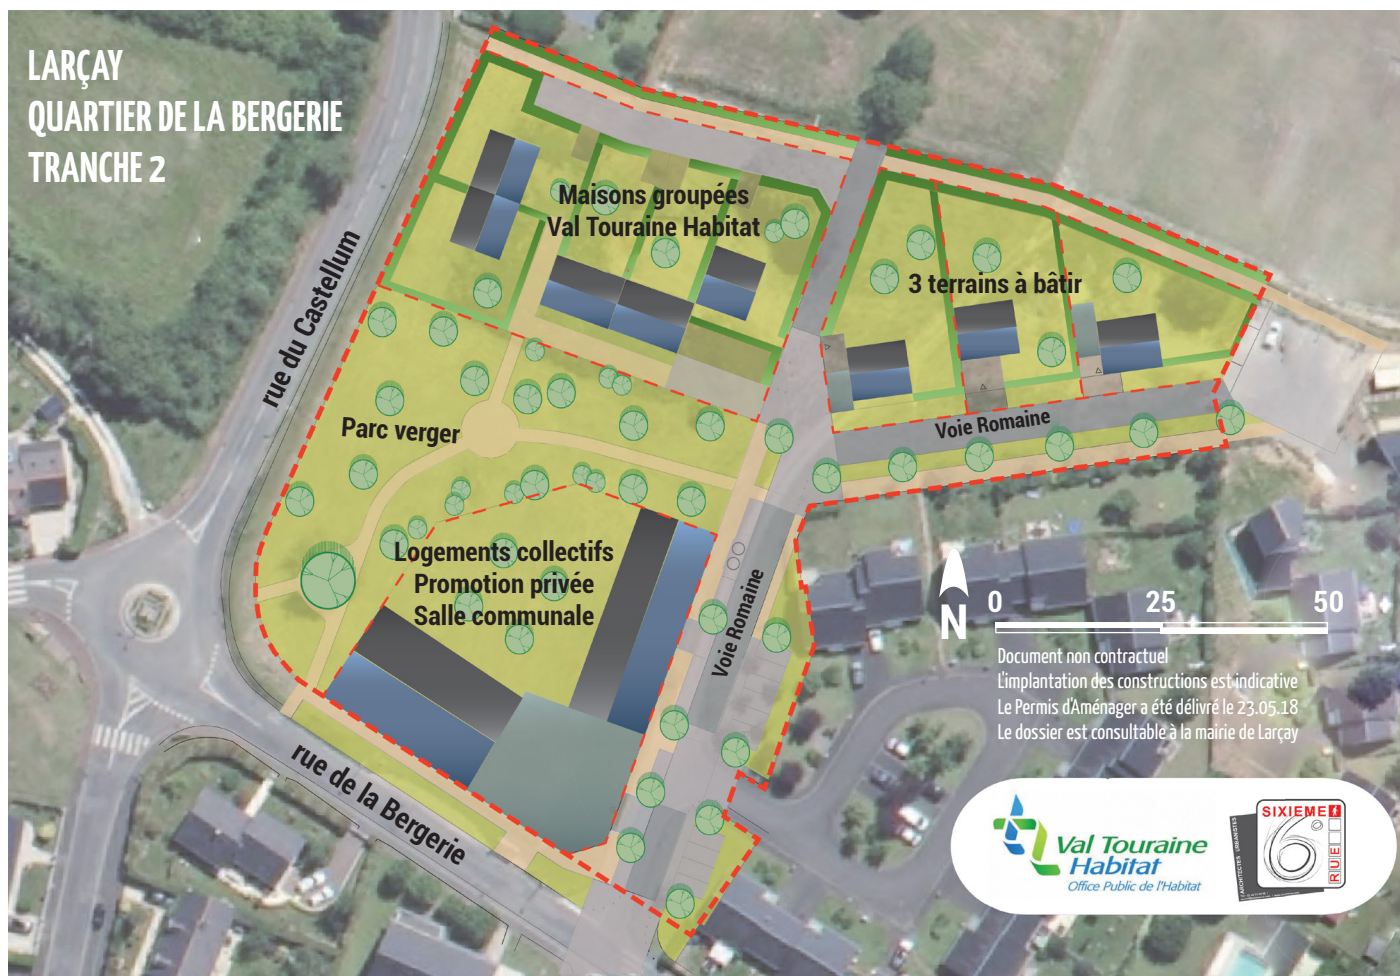 LARÇAY
QUARTIER DE LA BERGERIE
TRANCHE 2
rue du Castellum
Maisons groupées
Val Touraine Habitat
3 terrains à bâtir
Parc verger
Voie Romaine
Logements collectifs
Promotion privée
Salle communale
Voie Romaine
rue de la Bergerie
N
0 25 50
Document non contractuel
L'implantation des constructions est indicative
Le Permis d'Aménager a été délivré le 23.05.18
Le dossier est consultable à la mairie de Larçay
Val Touraine
Habitat
Office Public de l'Habitat
SIXIEME
6°
RUE
ARCHITECTES URBANISTES